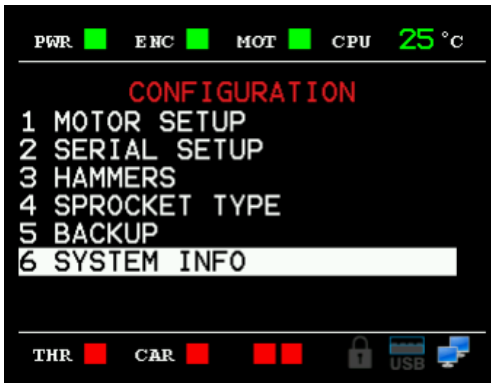 PWR ENC MOT CPU 25 °C
CONFIGURATION
1 MOTOR SETUP
2 SERIAL SETUP
3 HAMMERS
4 SPROCKET TYPE
5 BACKUP
6 SYSTEM INFO
THR CAR USB